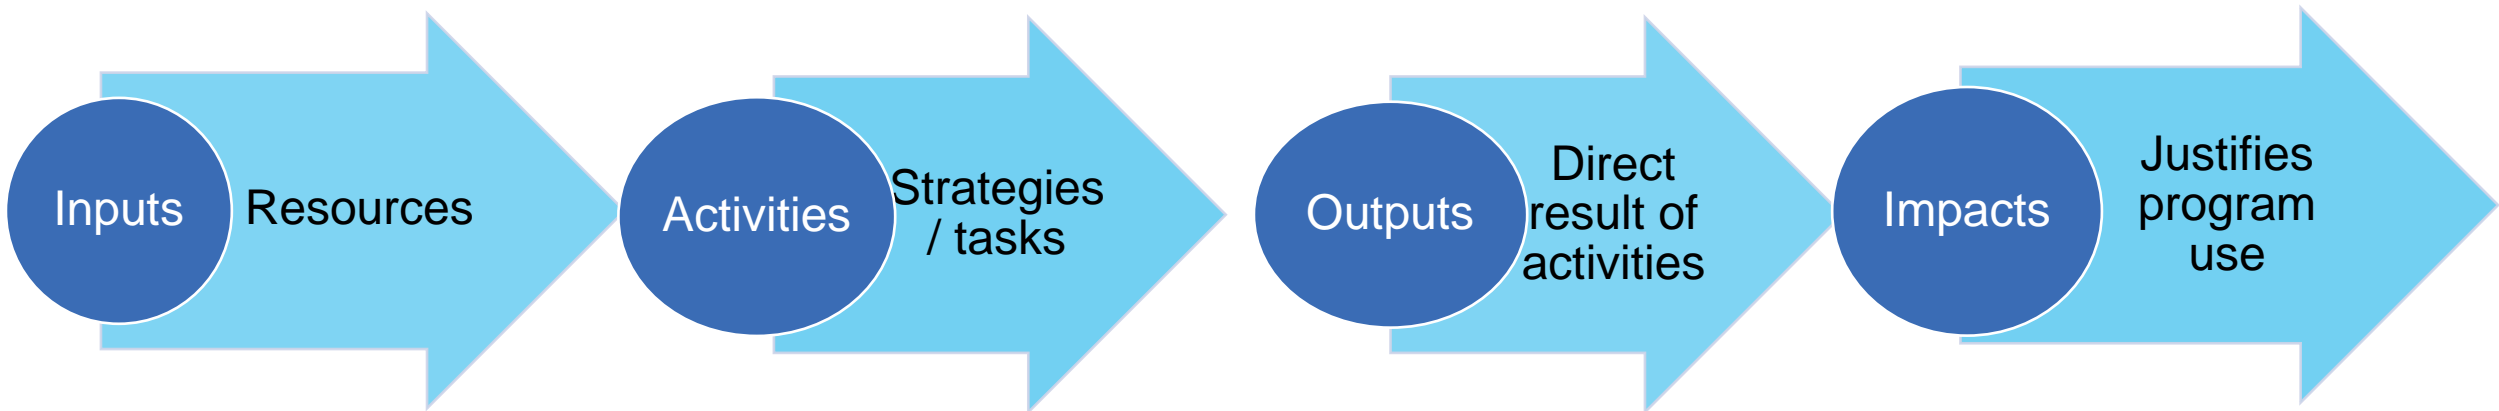 Inputs
Resources
Activities
Strategies
/ tasks
Outputs
Direct
result of
activities
Impacts
Justifies
program
use